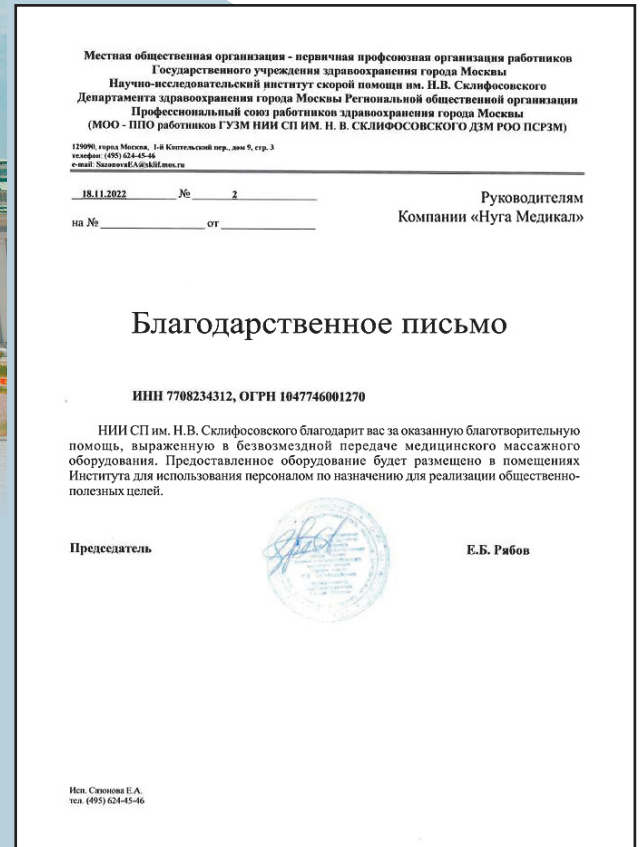 Местная общественная организация - первичная профсоюзная организация работников
Государственного учреждения здравоохранения города Москвы
Научно-исследовательский институт скорой помощи им. Н.В. Склифосовского
Департамента здравоохранения города Москвы Региональной общественной организации
Профессиональный союз работников здравоохранения города Москвы
(МОО - ППО работников ГУЗМ НИИ СП ИМ. Н. В. СКЛИФОСОВСКОГО ДЗМ РОО ПСРЗМ)
129090, город Москва, 1-й Коптельский пер., дом 9, стр. 3
телефон: (495) 624-45-46
e-mail: SazonovaEA@sklif.mos.ru
18.11.2022 № 2
на № от
Руководителям
Компании «Нуга Медикал»
Благодарственное письмо
ИНН 7708234312, ОГРН 1047746001270
НИИ СП им. Н.В. Склифосовского благодарит вас за оказанную благотворительную
помощь, выраженную в безвозмездной передаче медицинского массажного
оборудования. Предоставленное оборудование будет размещено в помещениях
Института для использования персоналом по назначению для реализации общественно-
полезных целей.
Председатель Е.Б. Рябов
Исп. Сазонова Е.А.
тел. (495) 624-45-46